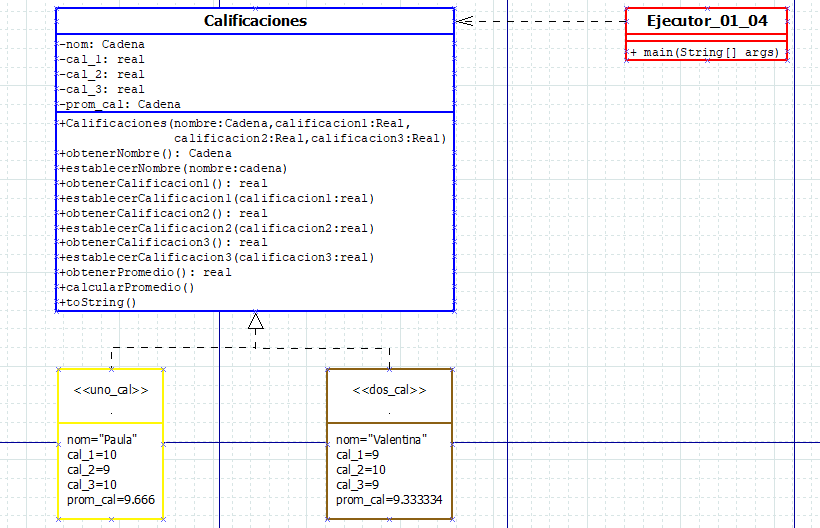 Calificaciones
-nom: Cadena
-cal_1: real
-cal_2: real
-cal_3: real
-prom_cal: Cadena
+Calificaciones(nombre:Cadena,calificacion1:Real,
calificacion2:Real,calificacion3:Real)
+obtenerNombre(): Cadena
+establecerNombre(nombre:cadena)
+obtenerCalificacion1(): real
+establecerCalificacion1(calificacion1:real)
+obtenerCalificacion2(): real
+establecerCalificacion2(calificacion2:real)
+obtenerCalificacion3(): real
+establecerCalificacion3(calificacion3:real)
+obtenerPromedio(): real
+calcularPromedio()
+toString()
Ejecutor_01_04
+ main(String[] args)
<<uno_cal>>
.
nom="Paula"
cal_1=10
cal_2=9
cal_3=10
prom_cal=9.666
<<dos_cal>>
.
nom="Valentina"
cal_1=9
cal_2=10
cal_3=9
prom_cal=9.333334